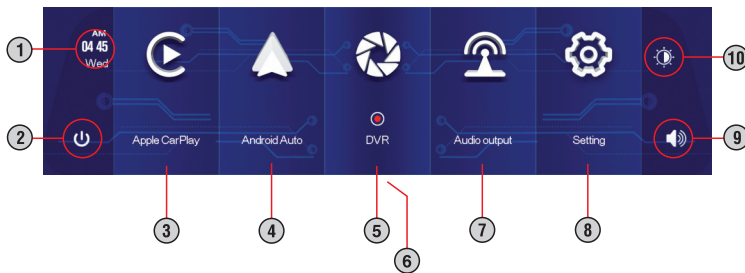 AM
04 45
Wed
Apple CarPlay
Android Auto
DVR
Audio output
Setting
1
2
3
4
5
6
7
8
9
10